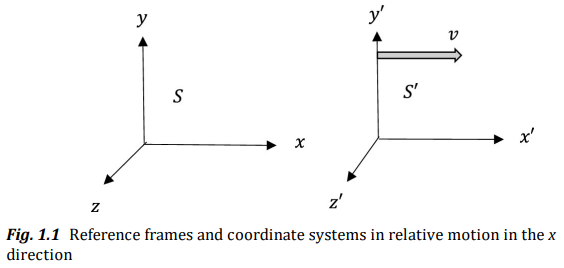 y
y′
v
S
S′
x
x′
z
z′
Fig. 1.1 Reference frames and coordinate systems in relative motion in the x
direction